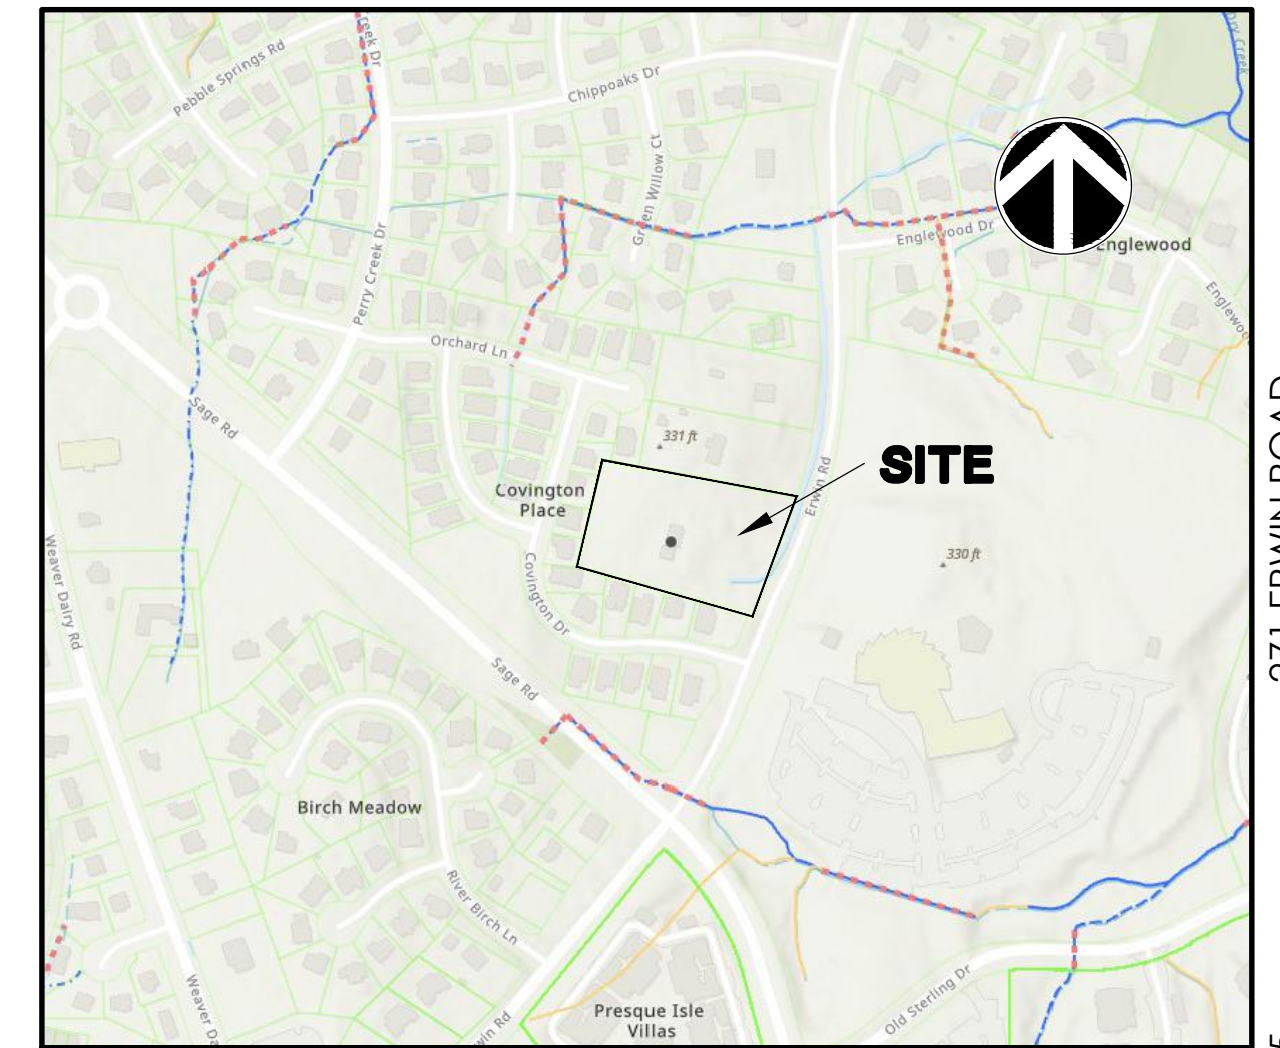 Pebble Springs Rd
Chippoaks Dr
Dry Creek
Green Willow Ct
Englewood Dr
Englewood
Perry Creek Dr
Orchard Ln
Sage Rd
331 ft
SITE
Erwin Rd
Covington
Place
330 ft
Weaver Dairy Rd
Covington Dr
Sage Rd
Birch Meadow
River Birch Ln
Old Sterling Dr
Presque Isle
Villas